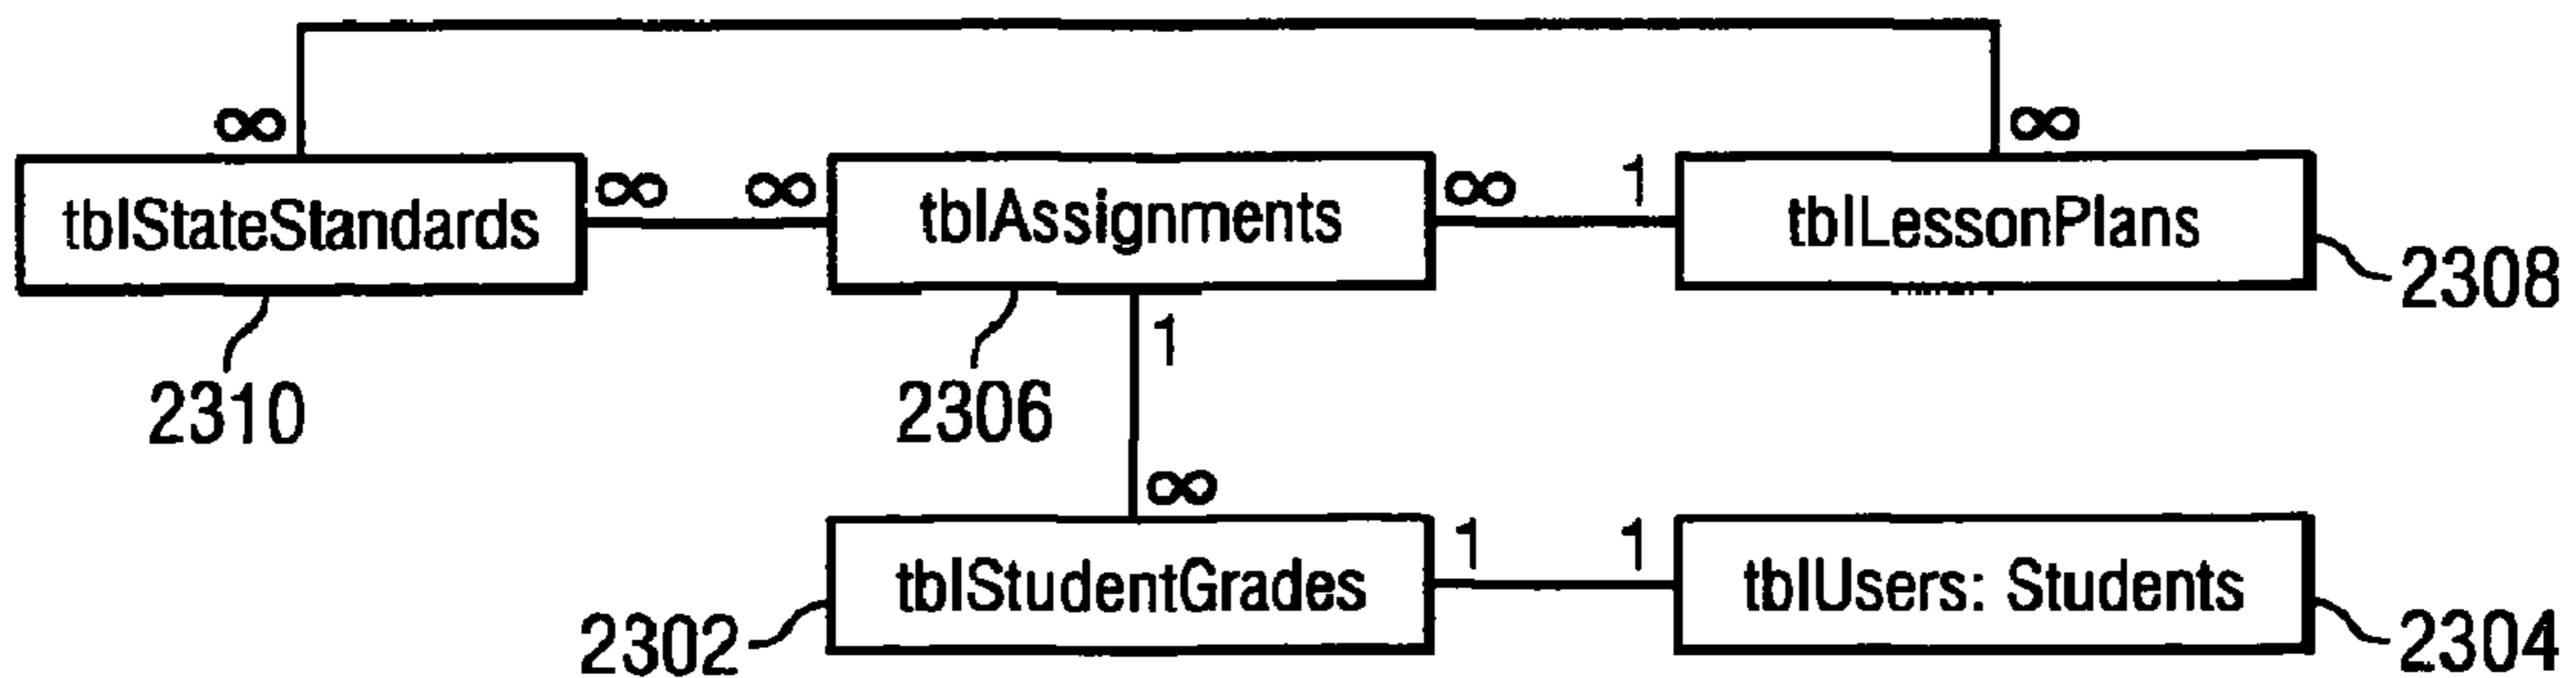 ∞ ∞
tblStateStandards ∞ ∞ tblAssignments ∞ 1 tblLessonPlans
2310 2306 1 2308
∞
tblStudentGrades 1 1 tblUsers: Students
2302 2304